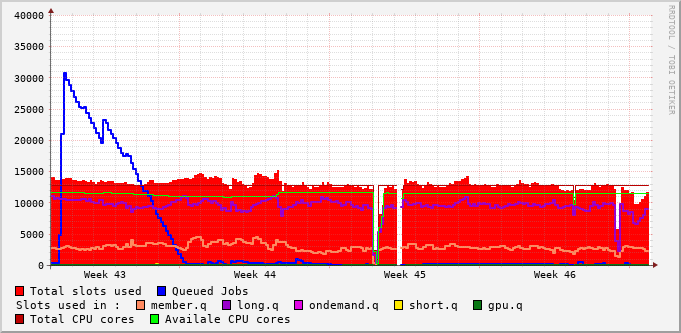 40000
35000
30000
25000
20000
15000
10000
5000
0
Week 43 Week 44 Week 45 Week 46
RRDTOOL / TOBI OETIKER
Total slots used Queued Jobs
Slots used in : member.q long.q ondemand.q short.q gpu.q
Total CPU cores Availale CPU cores